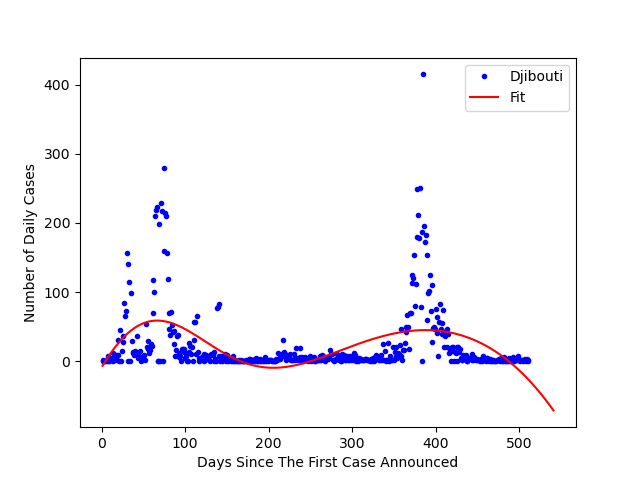 Djibouti
Fit
Number of Daily Cases
400
300
200
100
0
0 100 200 300 400 500
Days Since The First Case Announced